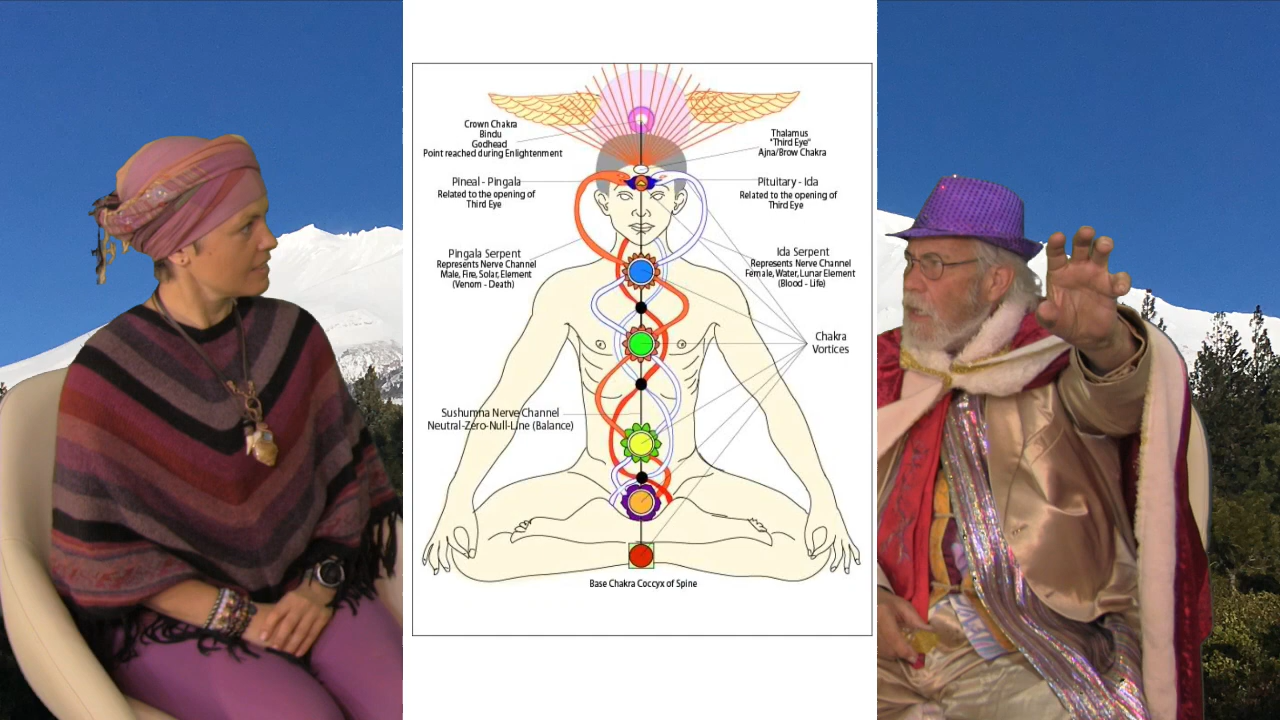 Crown Chakra
Bindu
Godhead
Point reached during Enlightenment
Thalamus
"Third Eye"
Ajna/Brow Chakra
Pineal - Pingala
Related to the opening of
Third Eye
Pituitary - Ida
Related to the opening of
Third Eye
Pingala Serpent
Represents Nerve Channel
Male, Fire, Solar, Element
(Venom - Death)
Ida Serpent
Represents Nerve Channel
Female, Water, Lunar Element
(Blood - Life)
Chakra
Vortices
Sushumna Nerve Channel
Neutral-Zero-Null-Line (Balance)
Base Chakra Coccyx of Spine